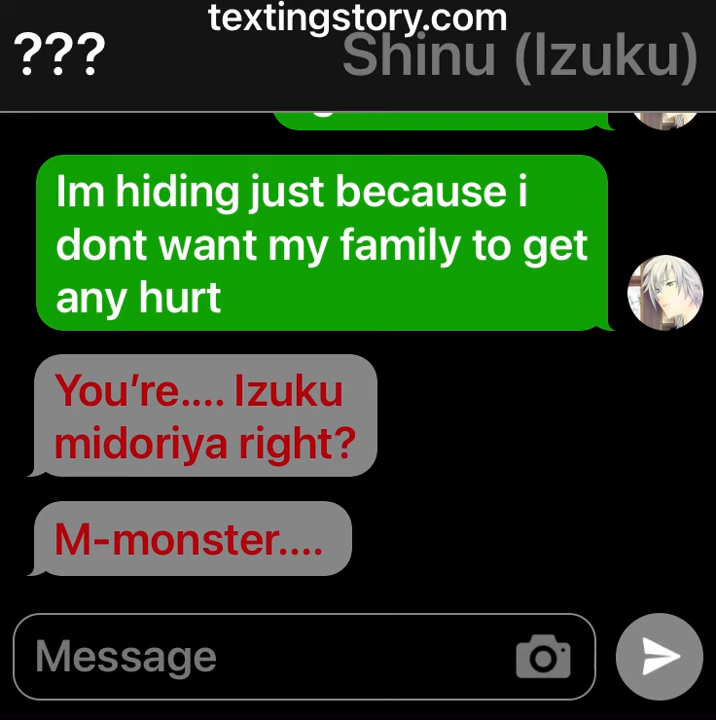 textingstory.com
???
Shinu (Izuku)
Im hiding just because i
dont want my family to get
any hurt
You’re.... Izuku
midoriya right?
M-monster....
Message